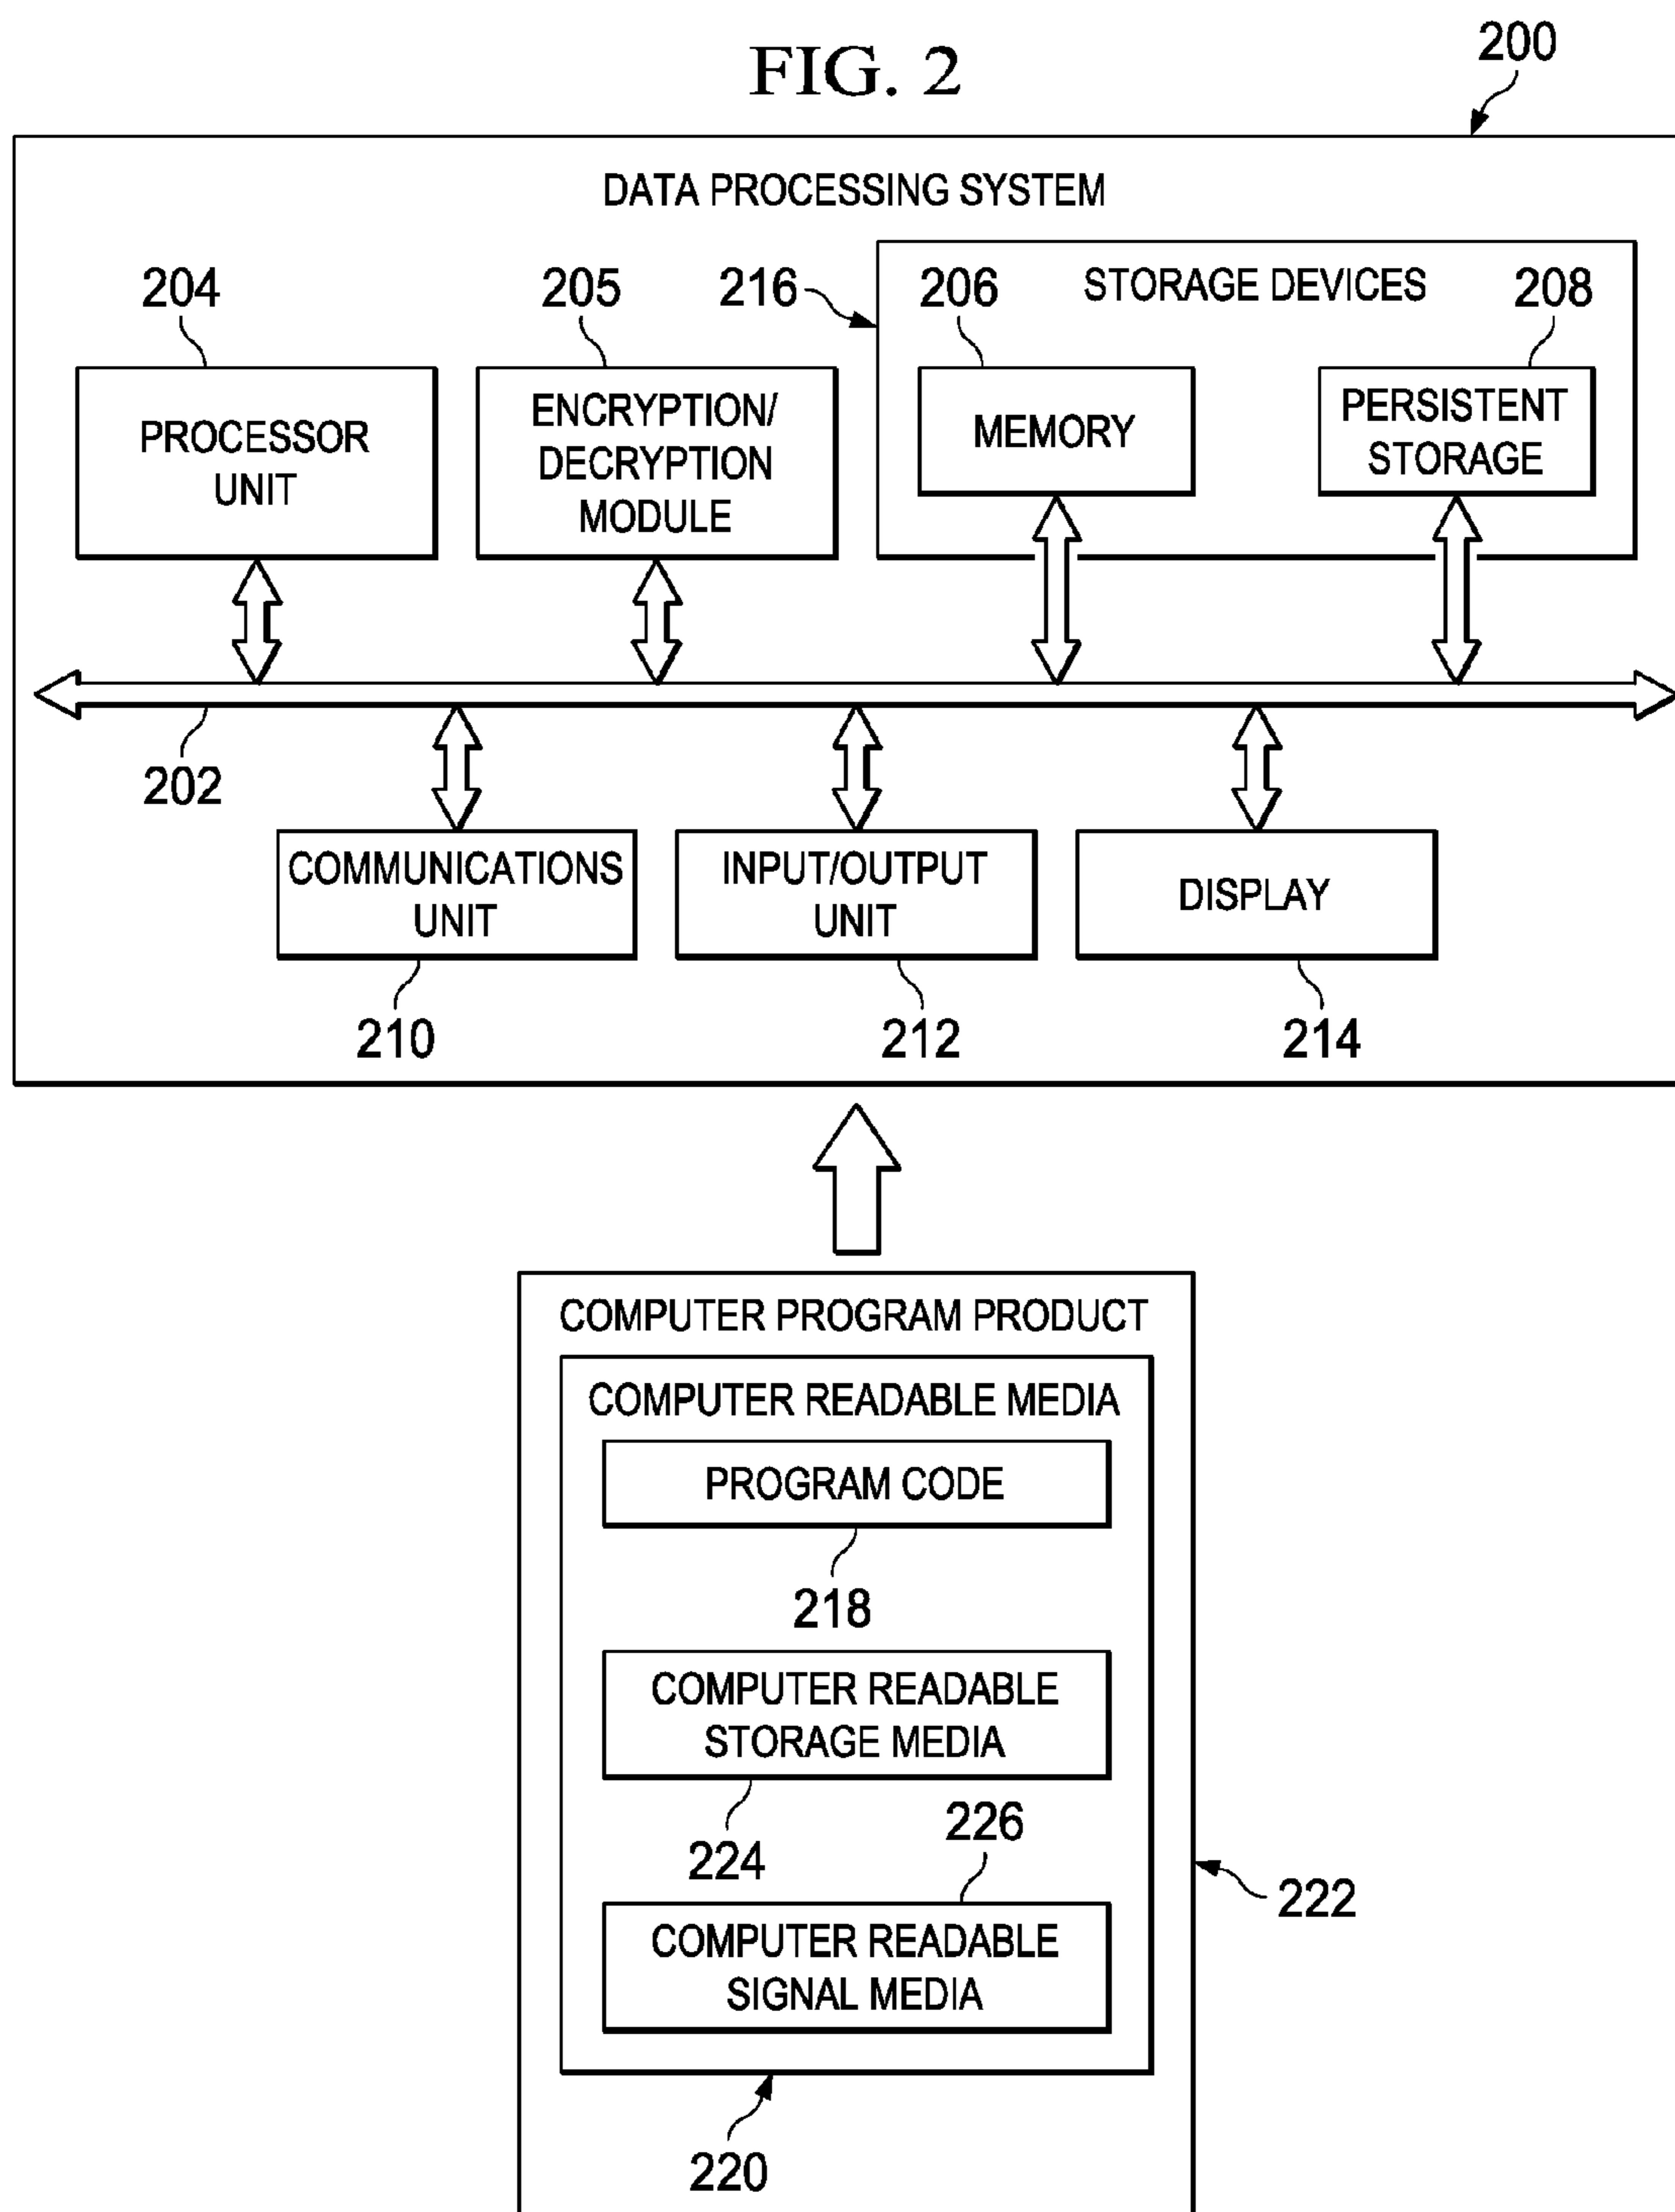 FIG. 2
200
DATA PROCESSING SYSTEM
204
205
216
206
STORAGE DEVICES
208
PROCESSOR
UNIT
ENCRYPTION/
DECRYPTION
MODULE
MEMORY
PERSISTENT
STORAGE
202
COMMUNICATIONS
UNIT
INPUT/OUTPUT
UNIT
DISPLAY
210
212
214
COMPUTER PROGRAM PRODUCT
COMPUTER READABLE MEDIA
PROGRAM CODE
218
COMPUTER READABLE
STORAGE MEDIA
224
226
222
COMPUTER READABLE
SIGNAL MEDIA
220